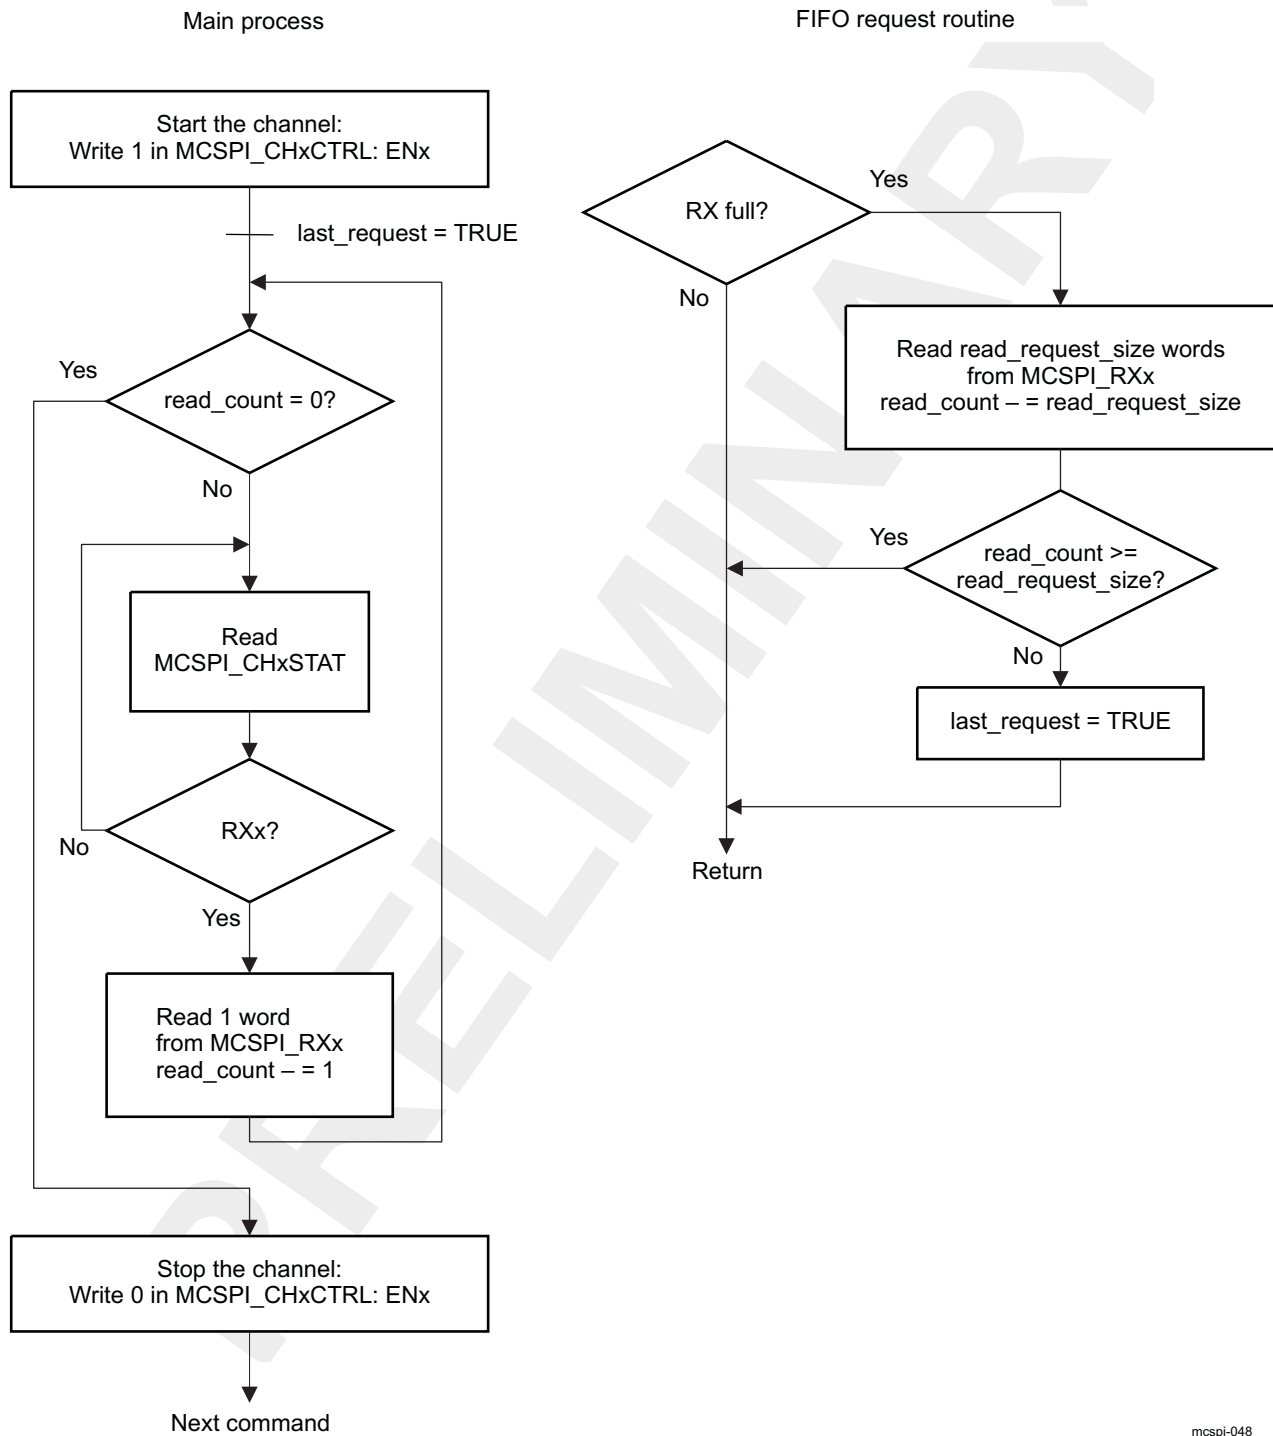 Main process
FIFO request routine
Start the channel:
Write 1 in MCSPI_CHxCTRL: ENx
last_request = TRUE
Yes
read_count = 0?
No
Read
MCSPI_CHxSTAT
RXx?
No
Yes
Read 1 word
from MCSPI_RXx
read_count – = 1
Stop the channel:
Write 0 in MCSPI_CHxCTRL: ENx
Next command
RX full?
Yes
No
Read read_request_size words
from MCSPI_RXx
read_count – = read_request_size
Yes
read_count >=
read_request_size?
No
last_request = TRUE
Return
PRELIMINARY
mcspi-048